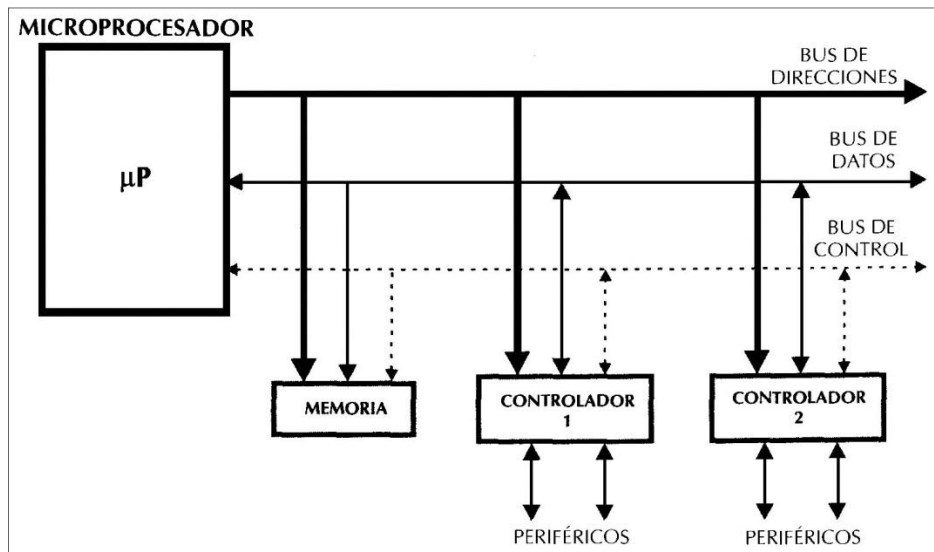 MICROPROCESADOR
BUS DE
DIRECCIONES
µP
BUS DE
DATOS
BUS DE
CONTROL
MEMORIA
CONTROLADOR
1
CONTROLADOR
2
PERIFÉRICOS
PERIFÉRICOS